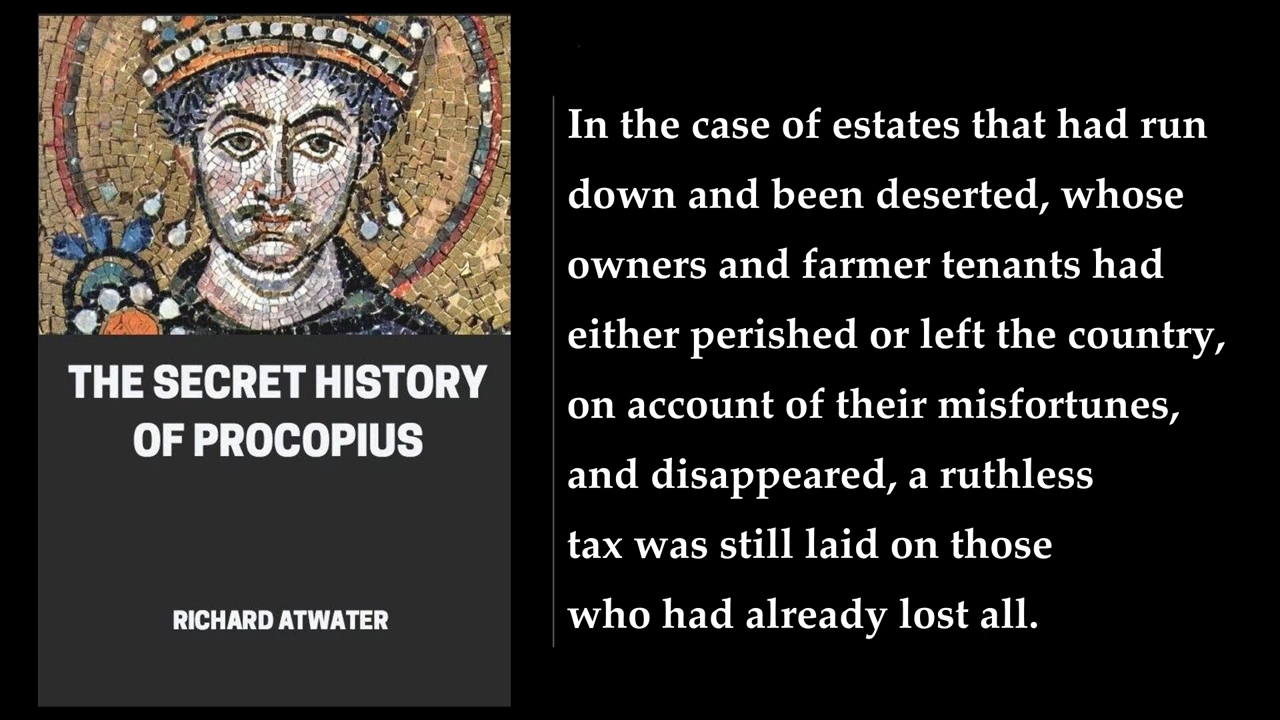 THE SECRET HISTORY
OF PROCOPIUS
RICHARD ATWATER
In the case of estates that had run
down and been deserted, whose
owners and farmer tenants had
either perished or left the country,
on account of their misfortunes,
and disappeared, a ruthless
tax was still laid on those
who had already lost all.